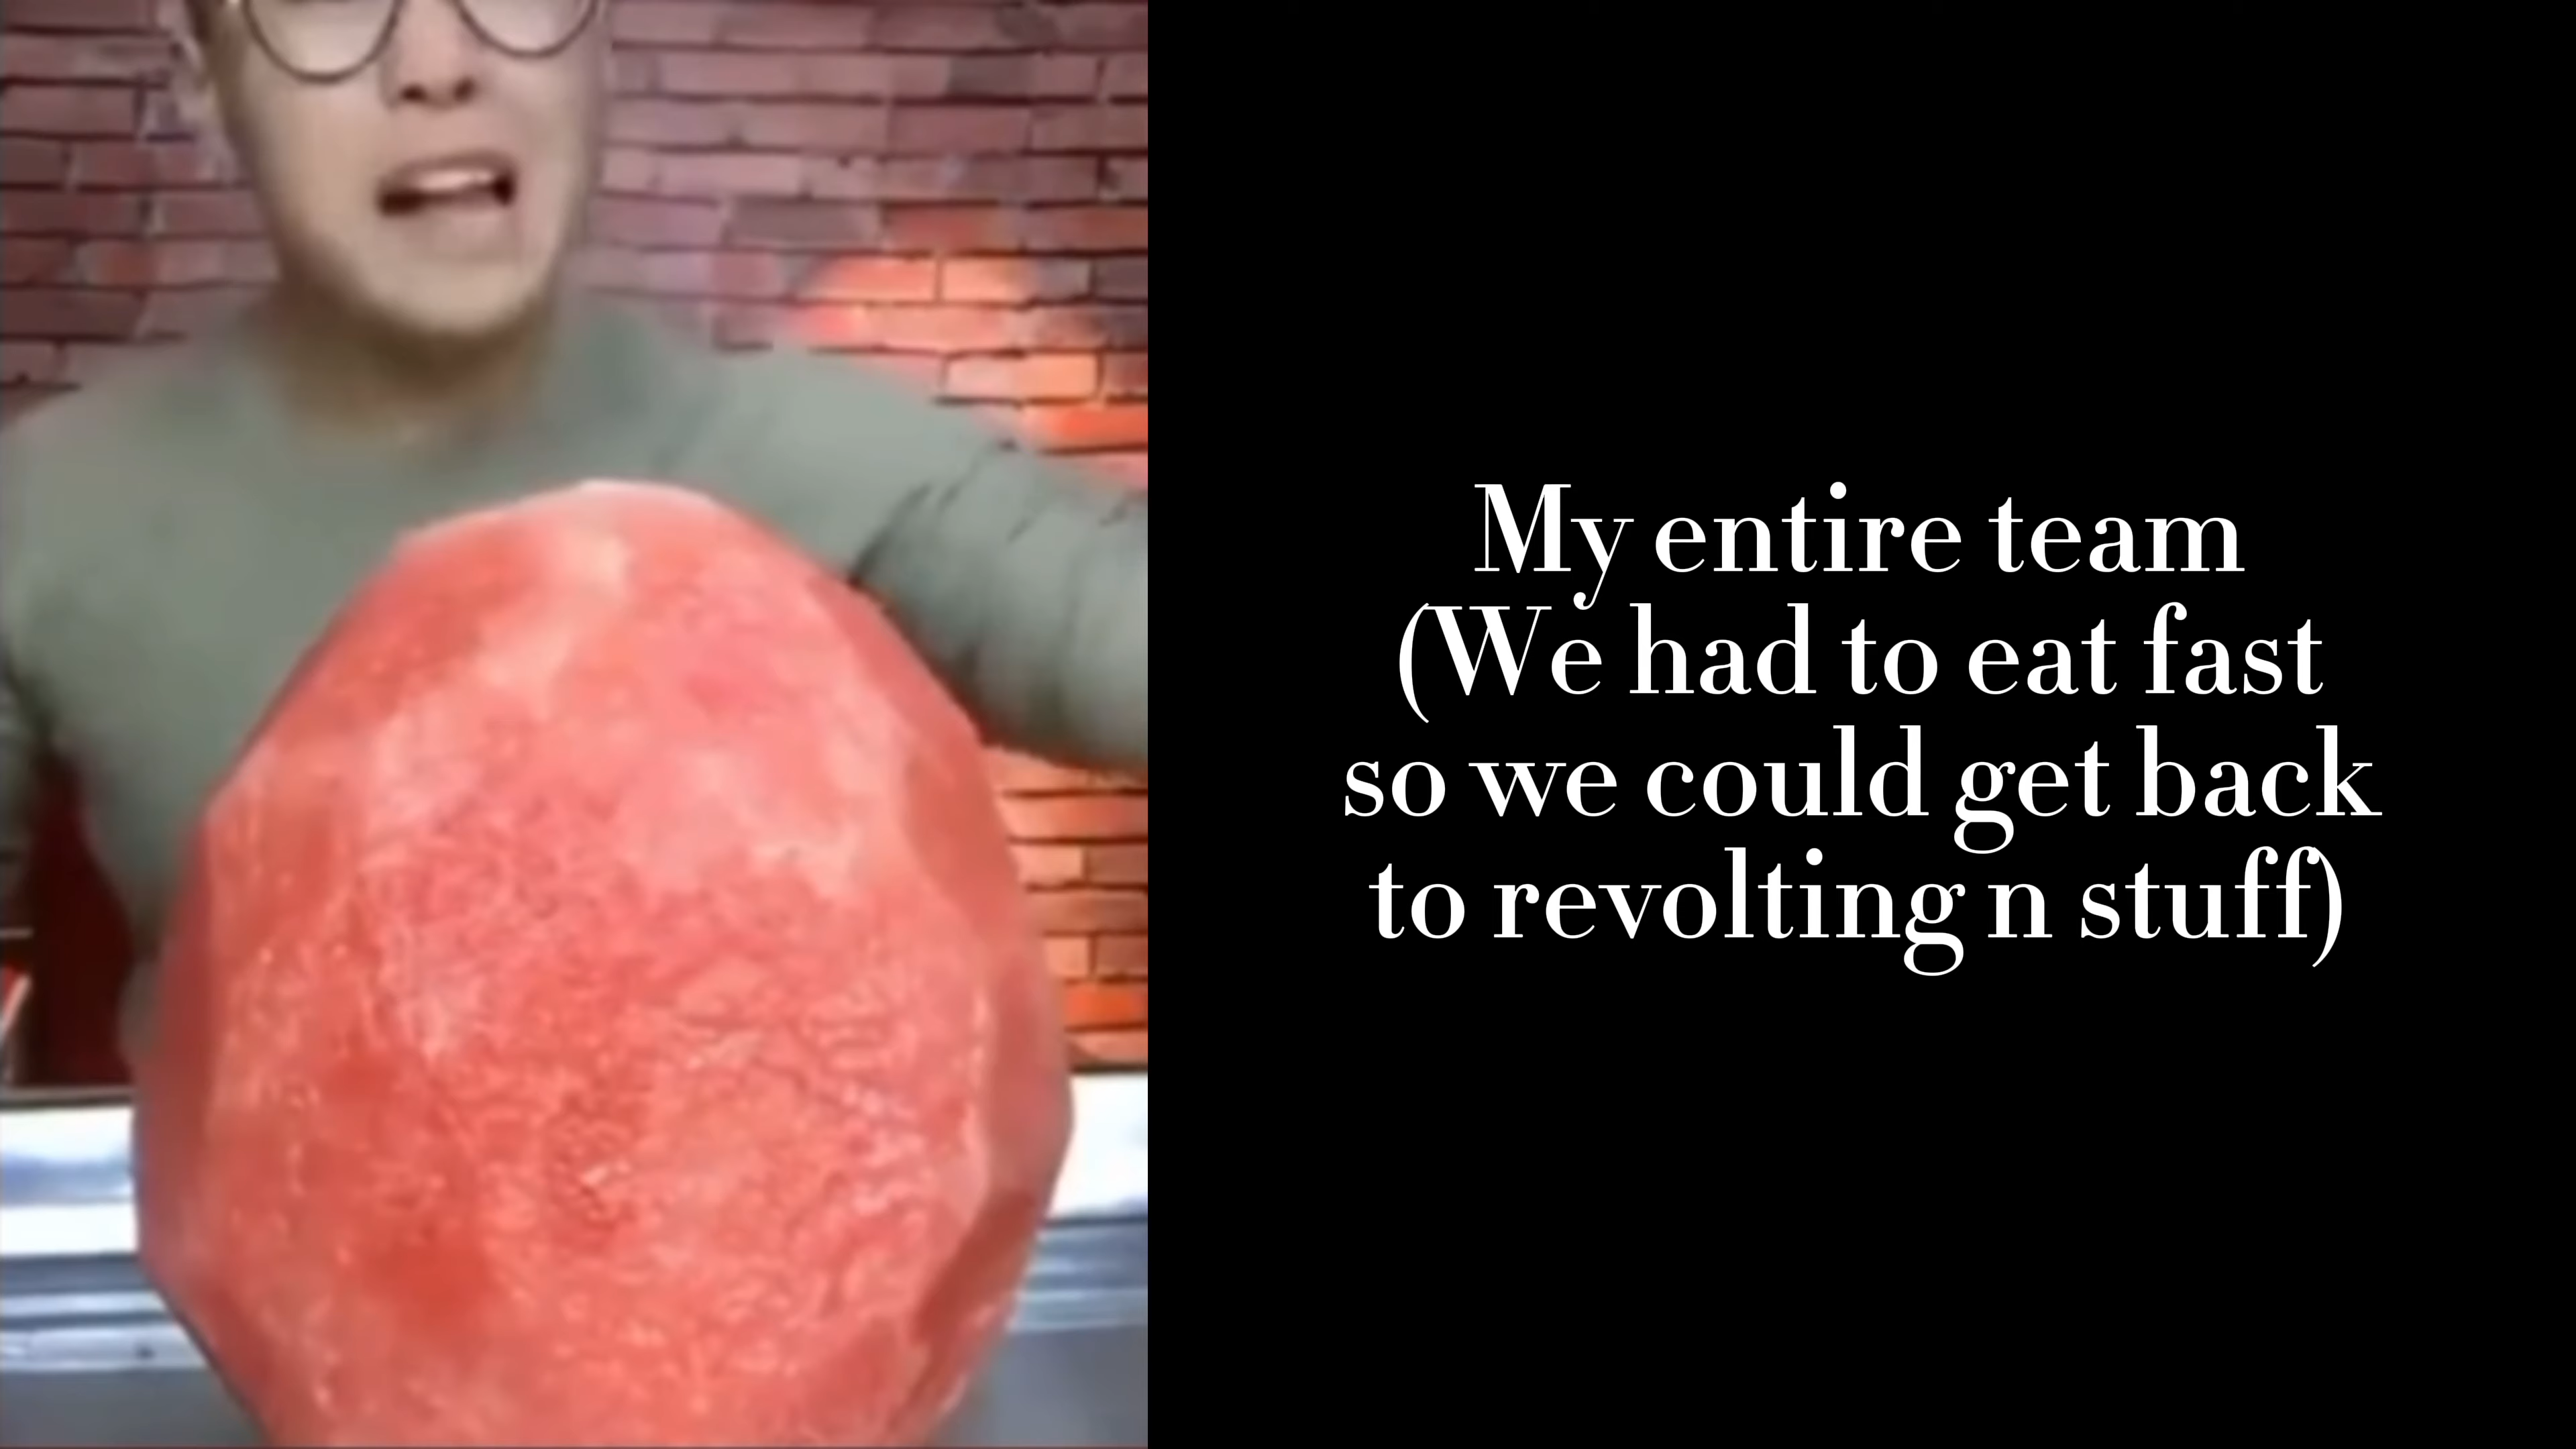 My entire team
(We had to eat fast
so we could get back
to revolting n stuff)